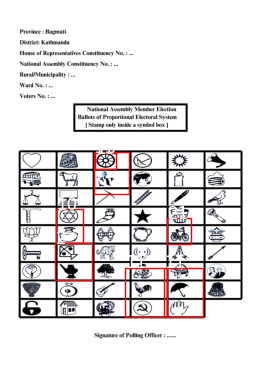 Province : Bagmati
District: Kathmandu
House of Representatives Constituency No. : ...
National Assembly Constituency No. : ...
Rural/Municipality : ...
Ward No. : ...
Voters No. : ...
National Assembly Member Election
Ballots of Proportional Electoral System
[ Stamp only inside a symbol box ]
Signature of Polling Officer : ......